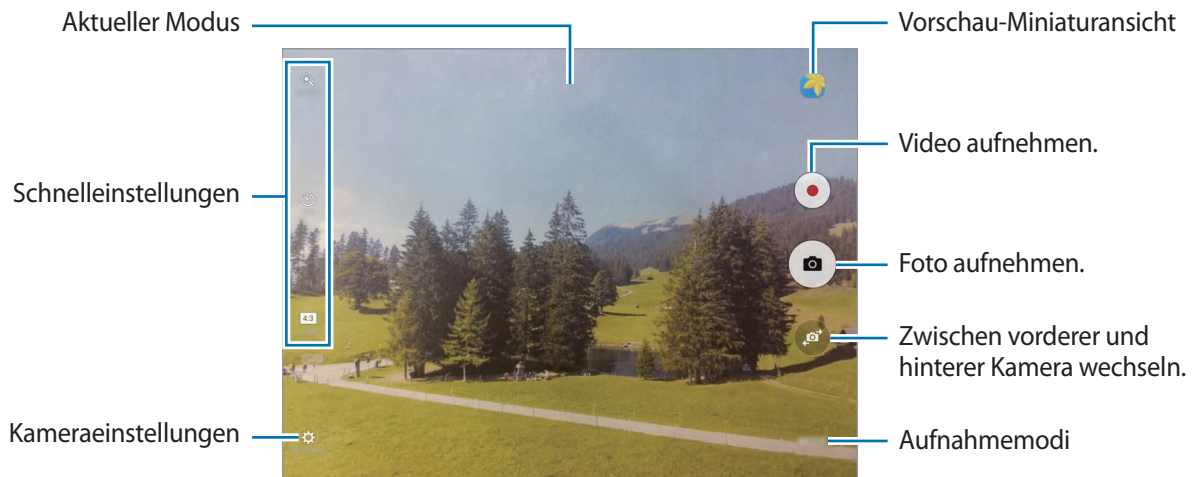 Aktueller Modus
Vorschau-Miniaturansicht
Video aufnehmen.
Schnelleinstellungen
Foto aufnehmen.
4:3
Zwischen vorderer und
hinterer Kamera wechseln.
Kameraeinstellungen
Aufnahmemodi